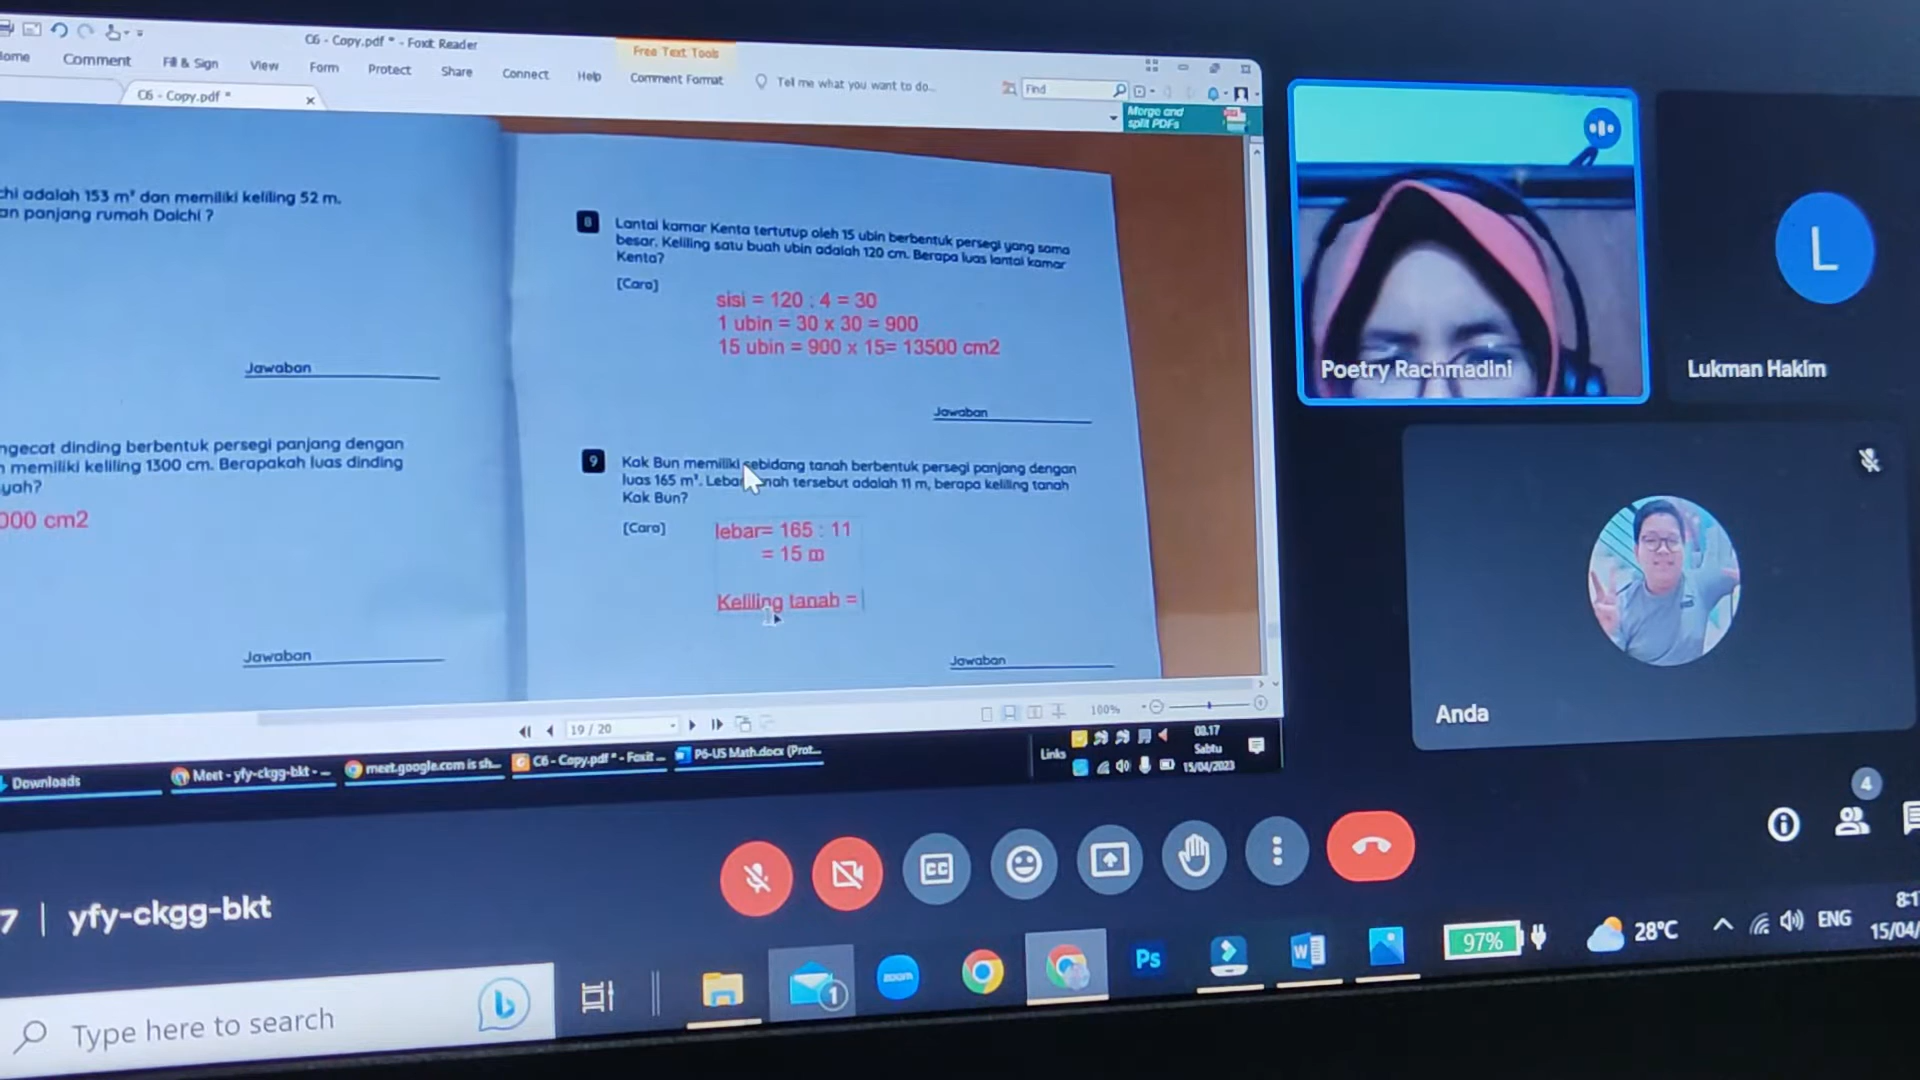 C6 - Copy.pdf * - Foxit Reader
Free Text Tools
Home Comment Fill & Sign View Form Protect Share Connect Help Comment Format Tell me what you want to do...
Find
C6 - Copy.pdf *
Merge and
split PDFs
chi adalah 153 m² dan memiliki keliling 52 m.
an panjang rumah Daichi ?
Jawaban
ngecat dinding berbentuk persegi panjang dengan
memiliki keliling 1300 cm. Berapakah luas dinding
yah?
000 cm2
Jawaban
8
Lantai kamar Kenta tertutup oleh 15 ubin berbentuk persegi yang sama
besar. Keliling satu buah ubin adalah 120 cm. Berapa luas lantai kamar
Kenta?
[Cara]
sisi = 120 : 4 = 30
1 ubin = 30 x 30 = 900
15 ubin = 900 x 15= 13500 cm2
Jawaban
9
Kak Bun memiliki sebidang tanah berbentuk persegi panjang dengan
luas 165 m². Lebar tanah tersebut adalah 11 m, berapa keliling tanah
Kak Bun?
[Cara]
lebar= 165 : 11
= 15 m
Keliling tanah =
Jawaban
19 / 20
100%
Downloads
Meet - yfy-ckgg-bkt - ...
meet.google.com is sh...
C6 - Copy.pdf * - Foxit ...
P6-US Math.docx (Prot...
Links
08.17
Sabtu
15/04/2023
Poetry Rachmadini
L
Lukman Hakim
Anda
4
CC
7 | yfy-ckgg-bkt
Type here to search
1
zoom
Ps
W
97%
28°C
ENG
8:1
15/04/